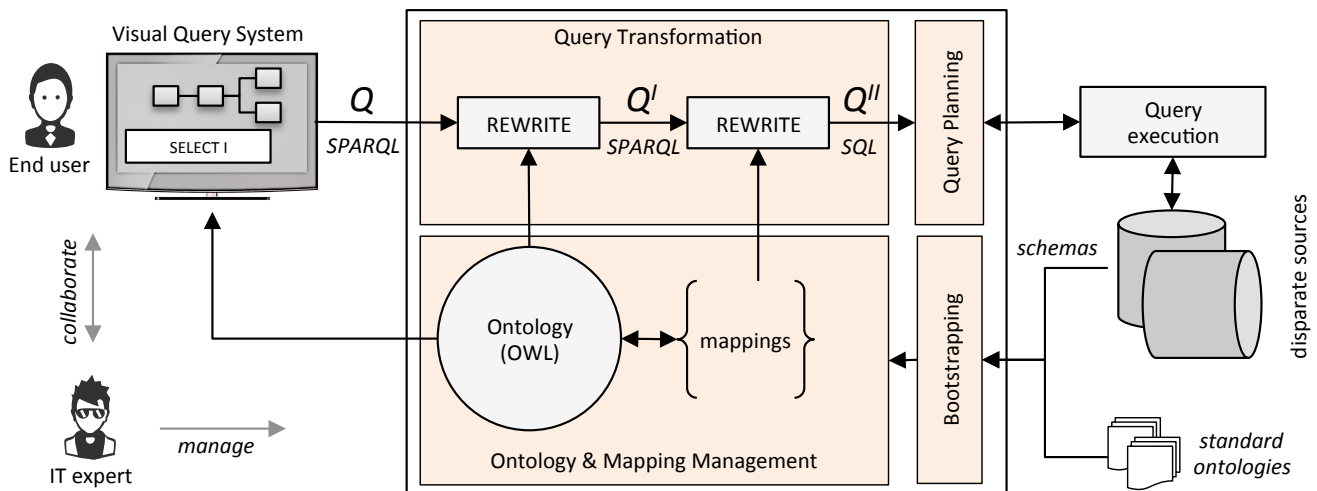 Visual Query System
SELECT I
End user
collaborate
IT expert
manage
Q
SPARQL
Query Transformation
REWRITE
Q^I
SPARQL
REWRITE
Q^II
SQL
Query Planning
Query
execution
Ontology
(OWL)
mappings
Ontology & Mapping Management
Bootstrapping
schemas
disparate sources
standard
ontologies